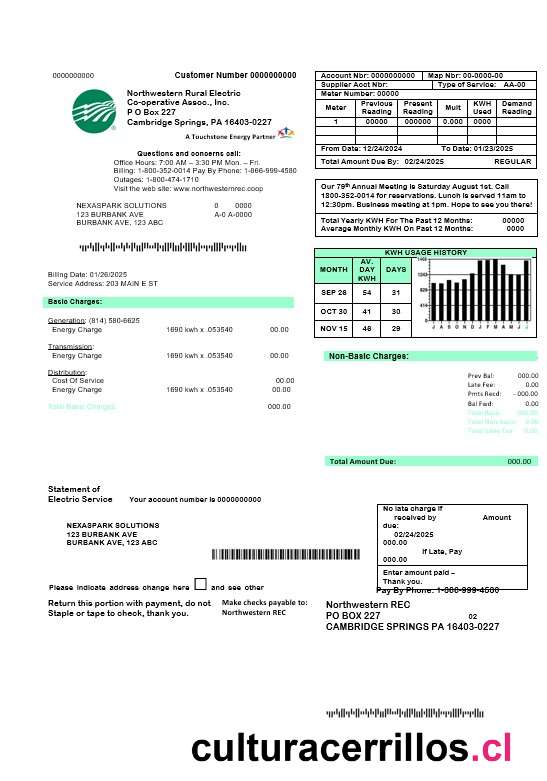 0000000000
Customer Number 0000000000
Northwestern Rural Electric
Co-operative Assoc., Inc.
P O Box 227
Cambridge Springs, PA 16403-0227
A Touchstone Energy Partner
Questions and concerns call:
Office Hours: 7:00 AM – 3:30 PM Mon. – Fri.
Billing: 1-800-352-0014 Pay By Phone: 1-866-999-4580
Outages: 1-800-474-1710
Visit the web site: www.northwesternrec.coop
NEXASPARK SOLUTIONS 0 0000
123 BURBANK AVE A-0 A-0000
BURBANK AVE, 123 ABC
Account Nbr: 0000000000 Map Nbr: 00-0000-00
Supplier Acct Nbr: Type of Service: AA-00
Meter Number: 00000
Meter Previous Reading Present Reading Mult KWH Used Demand Reading
1 00000 000000 0.000 0000
From Date: 12/24/2024 To Date: 01/23/2025
Total Amount Due By: 02/24/2025 REGULAR
Our 79th Annual Meeting is Saturday August 1st. Call
1800-352-0014 for reservations. Lunch is served 11am to
12:30pm. Business meeting at 1pm. Hope to see you there!
Total Yearly KWH For The Past 12 Months: 00000
Average Monthly KWH On Past 12 Months: 0000
Billing Date: 01/26/2025
Service Address: 203 MAIN E ST
Basic Charges:
Generation: (814) 580-6625
Energy Charge 1690 kwh x .053540 00.00
Transmission:
Energy Charge 1690 kwh x .053540 00.00
Distribution:
Cost Of Service 00.00
Energy Charge 1690 kwh x .053540 00.00
Total Basic Charges: 000.00
KWH USAGE HISTORY
MONTH AV. DAY KWH DAYS
SEP 28 54 31
OCT 30 41 30
NOV 15 48 29
J A S O N D J F M A M J J
Non-Basic Charges:
Prev Bal: 000.00
Late Fee: 0.00
Pmts Recd: -000.00
Bal Fwd: 0.00
Total Amount Due: 000.00
Statement of
Electric Service Your account number is 0000000000
NEXASPARK SOLUTIONS
123 BURBANK AVE
BURBANK AVE, 123 ABC
No late charge if
received by Amount
due:
02/24/2025
000.00
If Late, Pay
000.00
Enter amount paid –
Thank you.
Pay By Phone: 1-866-999-4580
Please indicate address change here and see other
Return this portion with payment, do not
Staple or tape to check, thank you.
Make checks payable to:
Northwestern REC
Northwestern REC
PO BOX 227 02
CAMBRIDGE SPRINGS PA 16403-0227
culturacerrillos.cl